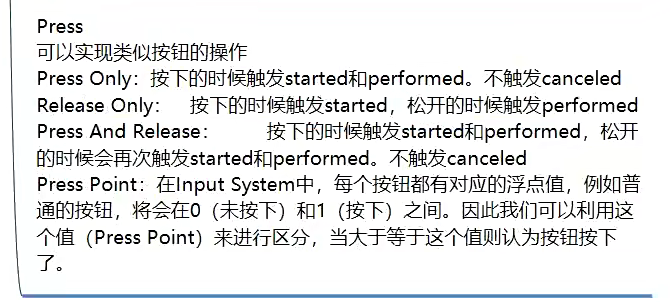 Press
可以实现类似按钮的操作
Press Only：按下的时候触发started和performed。不触发canceled
Release Only： 按下的时候触发started，松开的时候触发performed
Press And Release： 按下的时候触发started和performed，松开
的时候会再次触发started和performed。不触发canceled
Press Point：在Input System中，每个按钮都有对应的浮点值，例如普
通的按钮，将会在0（未按下）和1（按下）之间。因此我们可以利用这
个值（Press Point）来进行区分，当大于等于这个值则认为按钮按下
了。